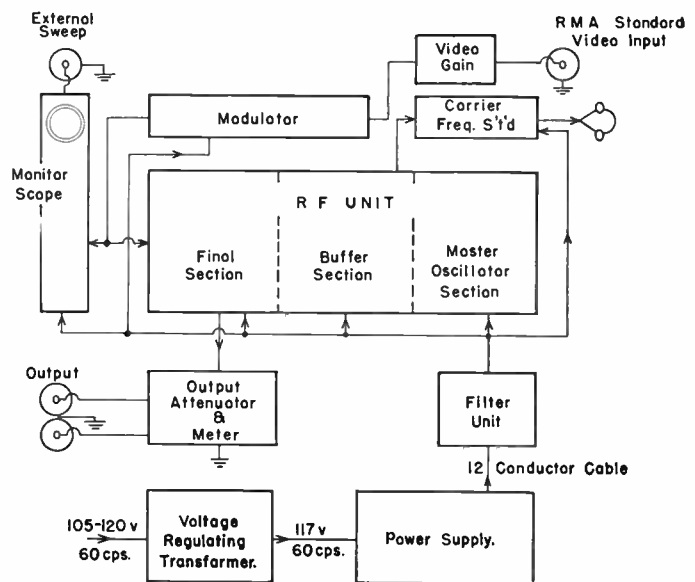 External
Sweep
RMA Standard
Video Input
Video
Gain
Modulator
Carrier
Freq. S't'd
Monitor
Scope
RF UNIT
Final
Section
Buffer
Section
Master
Oscillator
Section
Output
Output
Attenuator
&
Meter
Filter
Unit
12 Conductor Cable
105-120 v
60 cps.
Voltage
Regulating
Transformer.
117 v
60 cps.
Power Supply.